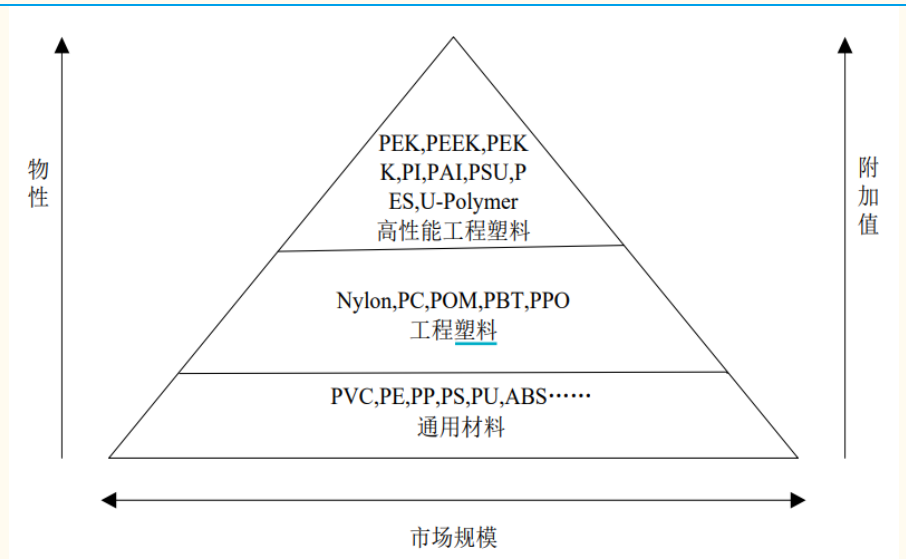 物性
PEK,PEEK,PEK
K,PI,PAI,PSU,P
ES,U-Polymer
高性能工程塑料
附加值
Nylon,PC,POM,PBT,PPO
工程塑料
PVC,PE,PP,PS,PU,ABS……
通用材料
市场规模